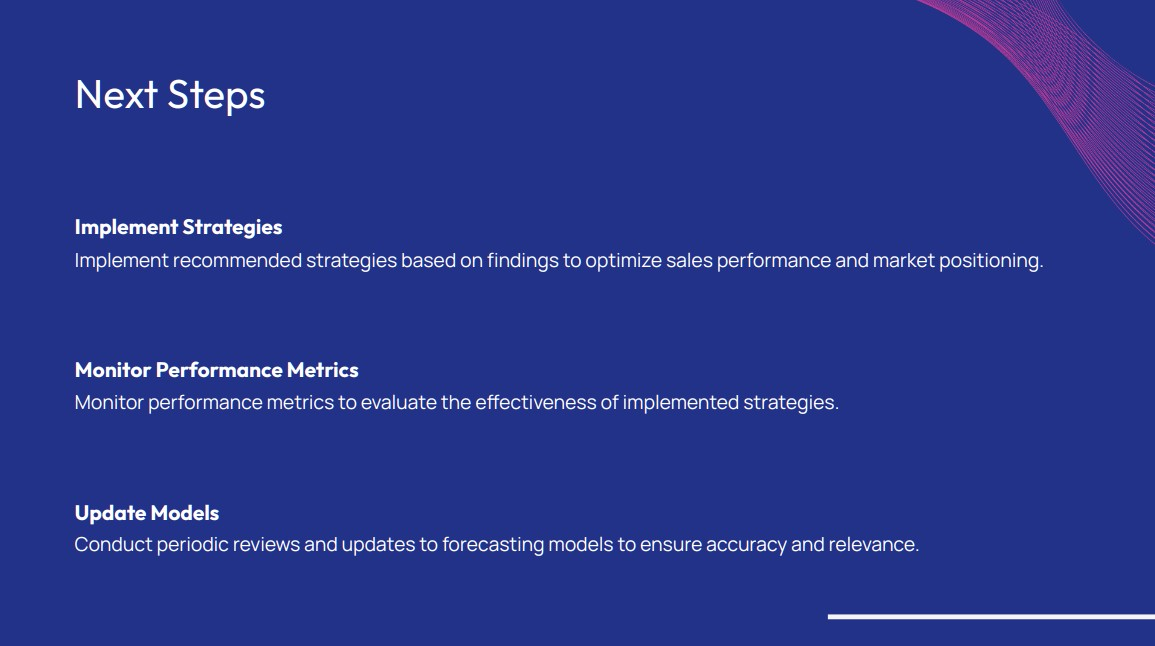 Next Steps
Implement Strategies
Implement recommended strategies based on findings to optimize sales performance and market positioning.
Monitor Performance Metrics
Monitor performance metrics to evaluate the effectiveness of implemented strategies.
Update Models
Conduct periodic reviews and updates to forecasting models to ensure accuracy and relevance.